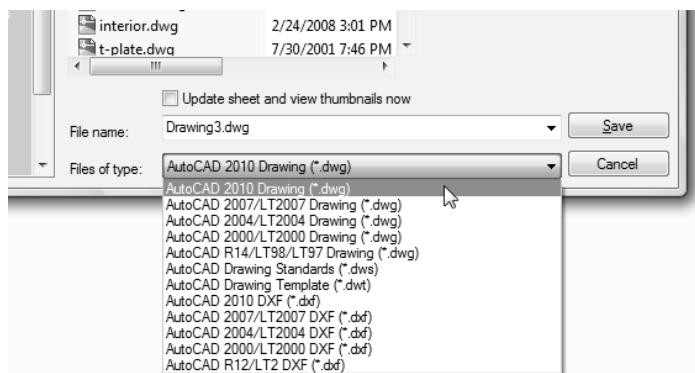 interior.dwg 2/24/2008 3:01 PM
t-plate.dwg 7/30/2001 7:46 PM
Update sheet and view thumbnails now
File name: Drawing3.dwg Save
Files of type: AutoCAD 2010 Drawing (*.dwg) Cancel
AutoCAD 2010 Drawing (*.dwg)
AutoCAD 2007/LT2007 Drawing (*.dwg)
AutoCAD 2004/LT2004 Drawing (*.dwg)
AutoCAD 2000/LT2000 Drawing (*.dwg)
AutoCAD R14/LT98/LT97 Drawing (*.dwg)
AutoCAD Drawing Standards (*.dws)
AutoCAD Drawing Template (*.dwt)
AutoCAD 2010 DXF (*.dxf)
AutoCAD 2007/LT2007 DXF (*.dxf)
AutoCAD 2004/LT2004 DXF (*.dxf)
AutoCAD 2000/LT2000 DXF (*.dxf)
AutoCAD R12/LT2 DXF (*.dxf)